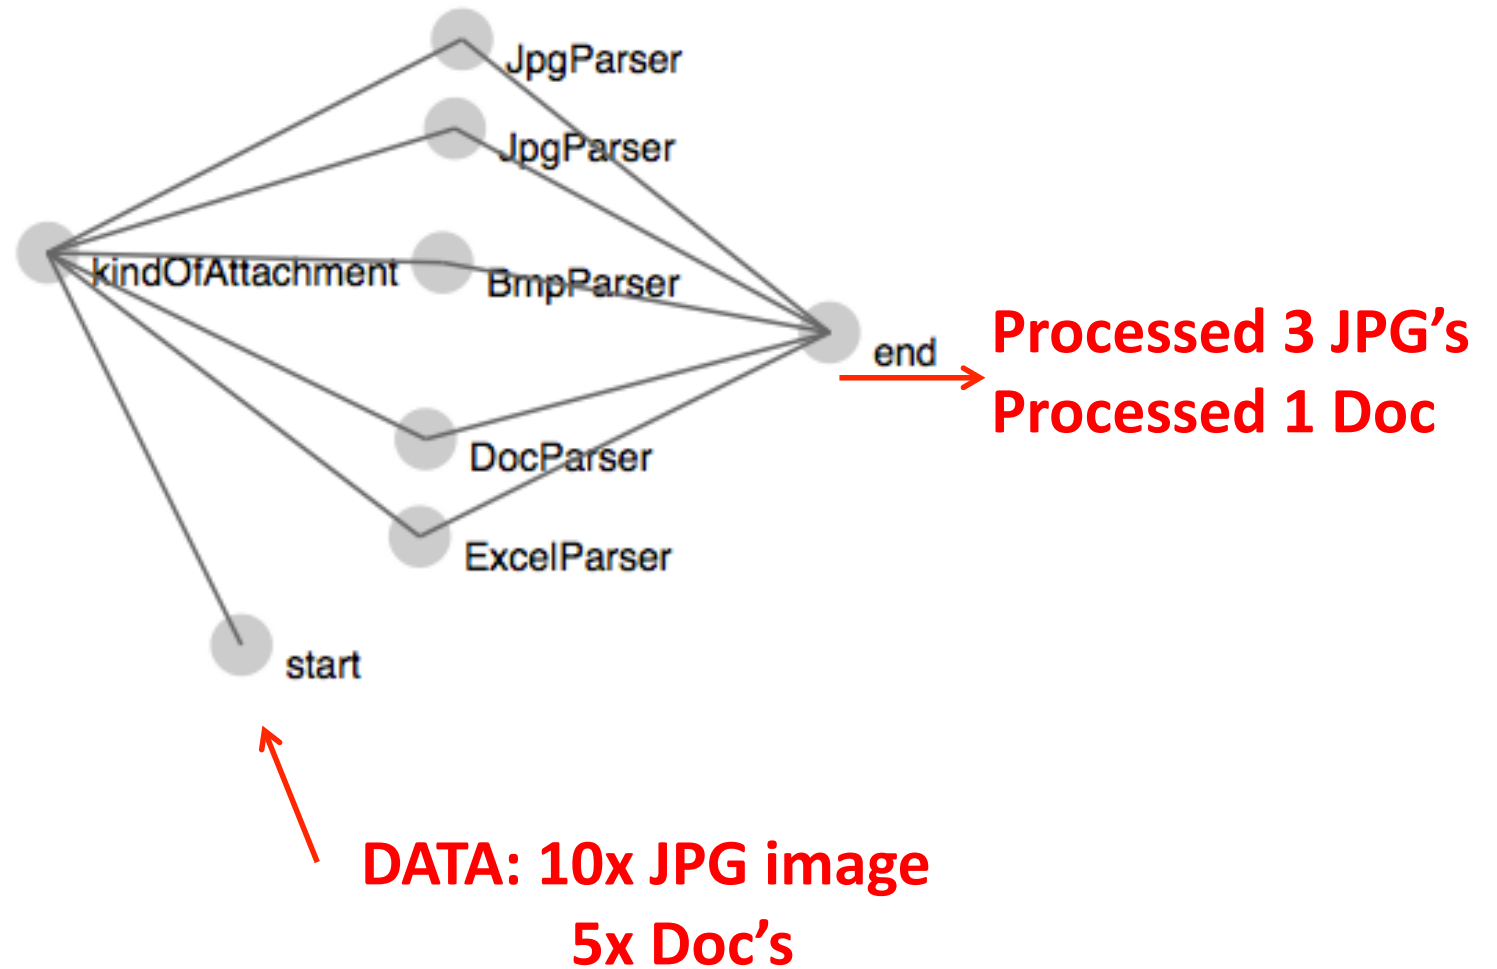 JpgParser
JpgParser
kindOfAttachment
BmpParser
end
Processed 3 JPG’s
Processed 1 Doc
DocParser
ExcelParser
start
DATA: 10x JPG image
5x Doc’s